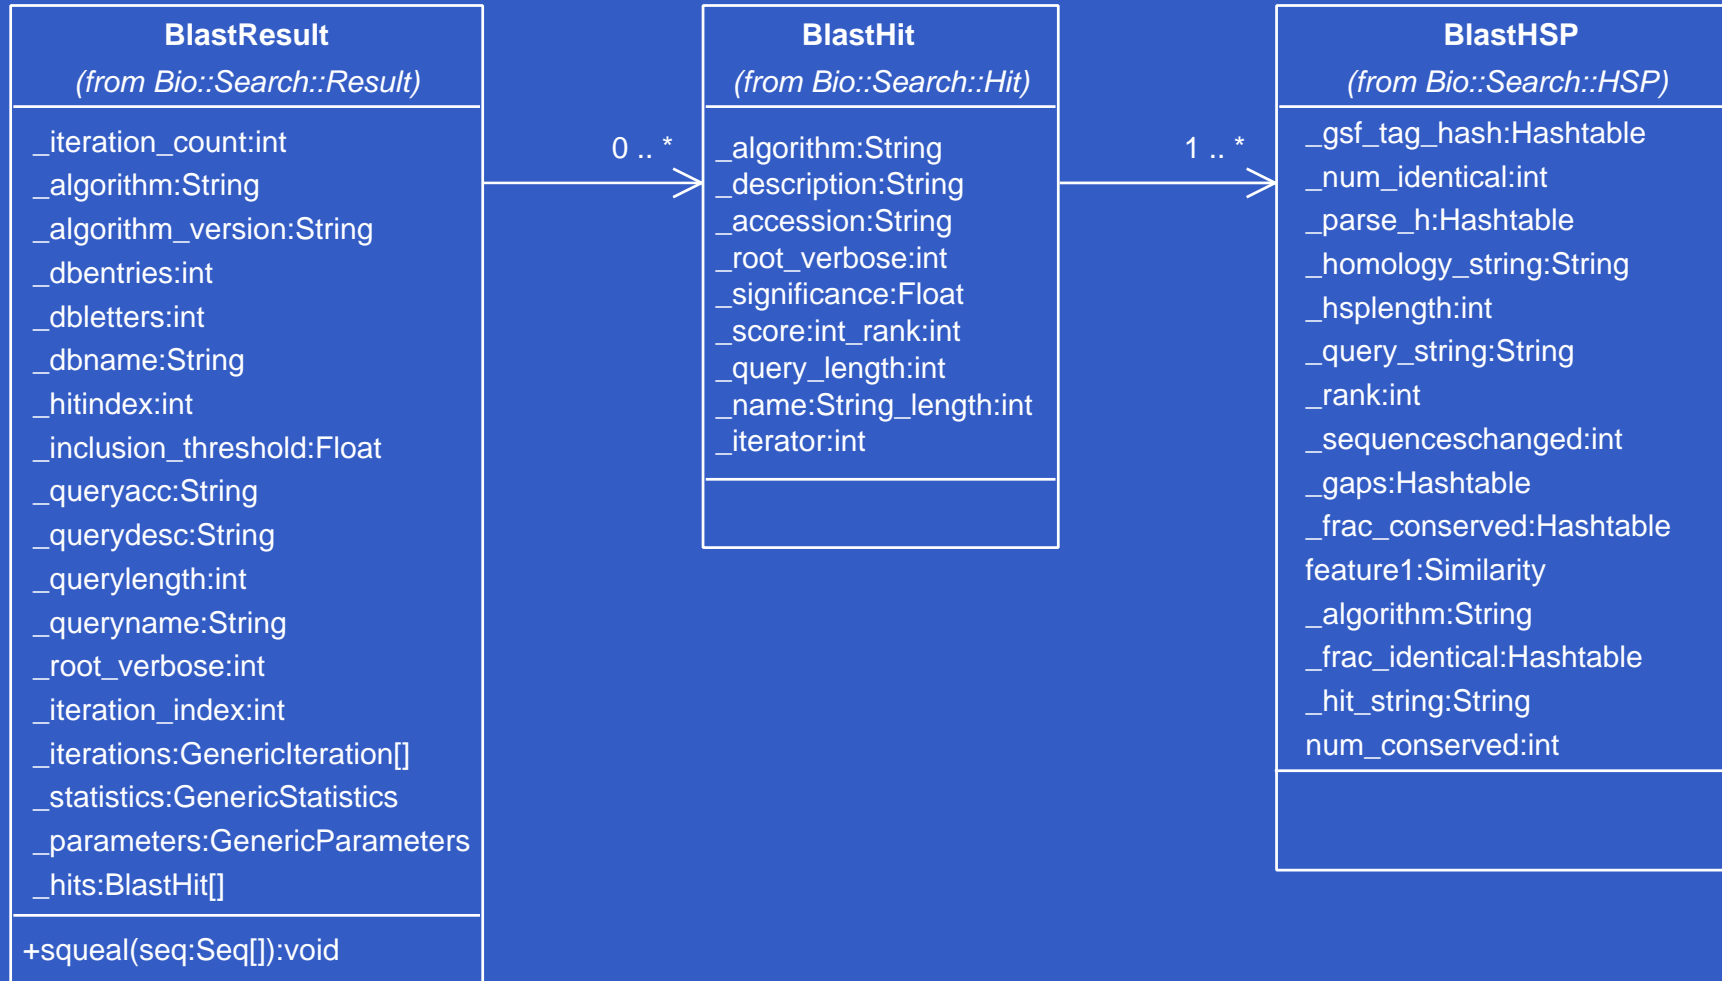 BlastResult
(from Bio::Search::Result)
_iteration_count:int
_algorithm:String
_algorithm_version:String
_dbentries:int
_dbletters:int
_dbname:String
_hitindex:int
_inclusion_threshold:Float
_queryacc:String
_querydesc:String
_querylength:int
_queryname:String
_root_verbose:int
_iteration_index:int
_iterations:GenericIteration[]
_statistics:GenericStatistics
_parameters:GenericParameters
_hits:BlastHit[]
+squeal(seq:Seq[]):void
0 .. *
BlastHit
(from Bio::Search::Hit)
_algorithm:String
_description:String
_accession:String
_root_verbose:int
_significance:Float
_score:int_rank:int
_query_length:int
_name:String_length:int
_iterator:int
1 .. *
BlastHSP
(from Bio::Search::HSP)
_gsf_tag_hash:Hashtable
_num_identical:int
_parse_h:Hashtable
_homology_string:String
_hsplength:int
_query_string:String
_rank:int
_sequenceschanged:int
_gaps:Hashtable
_frac_conserved:Hashtable
feature1:Similarity
_algorithm:String
_frac_identical:Hashtable
_hit_string:String
num_conserved:int